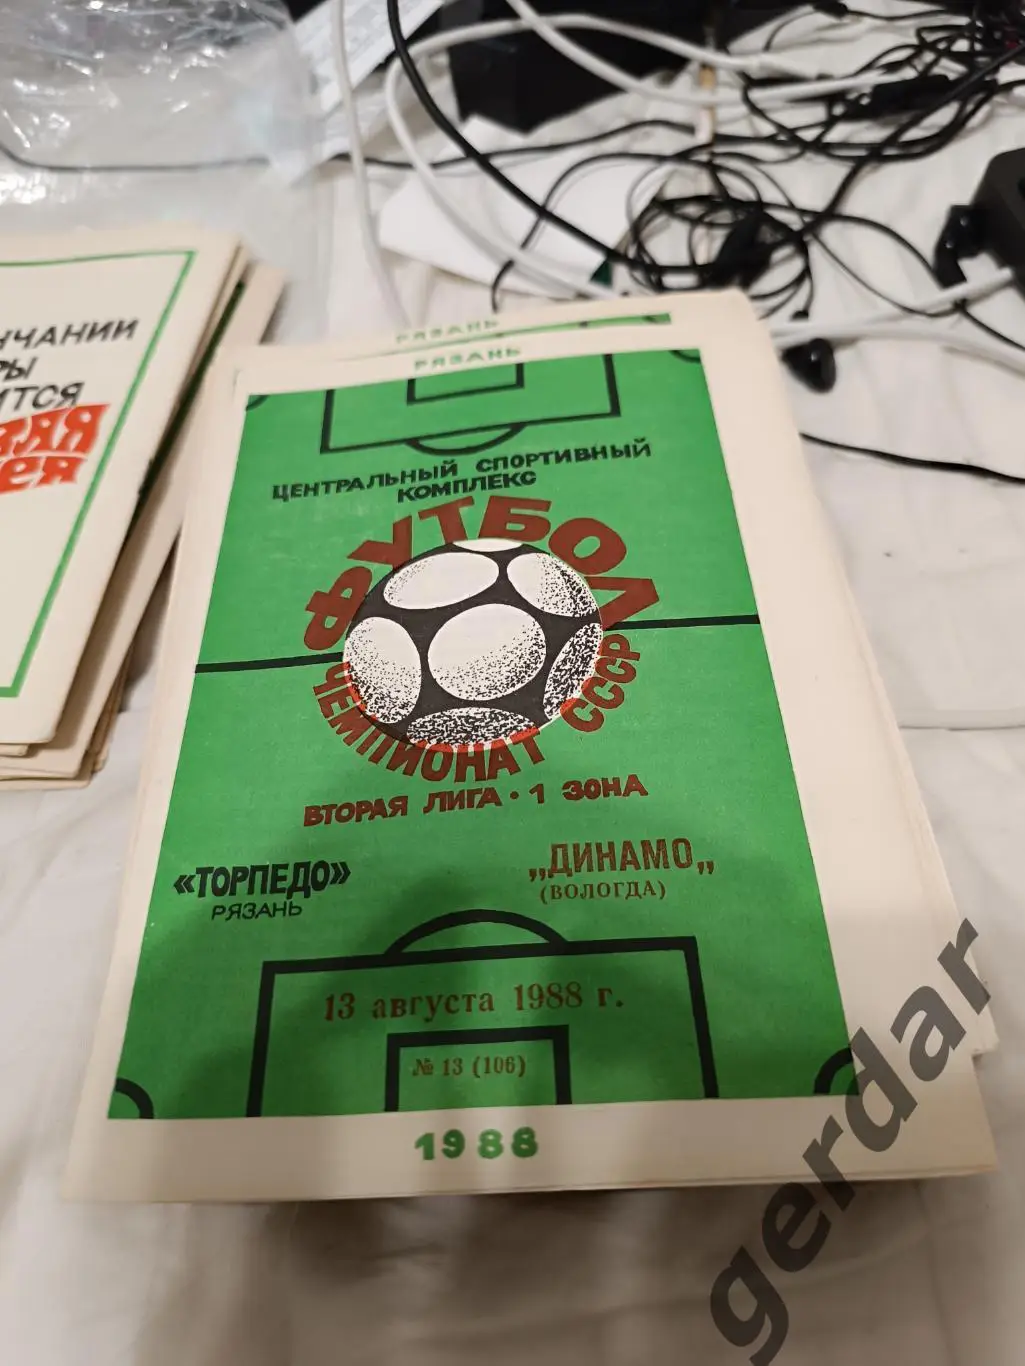 РЯЗАНЬ
РЯЗАНЬ
ЦЕНТРАЛЬНЫЙ СПОРТИВНЫЙ
КОМПЛЕКС
ФУТБОЛ
ЧЕМПИОНАТ СССР
ВТОРАЯ ЛИГА • 1 ЗОНА
«ТОРПЕДО»
РЯЗАНЬ
„ДИНАМО„
(ВОЛОГДА)
13 августа 1988 г.
№ 13 (106)
1988
gerdar